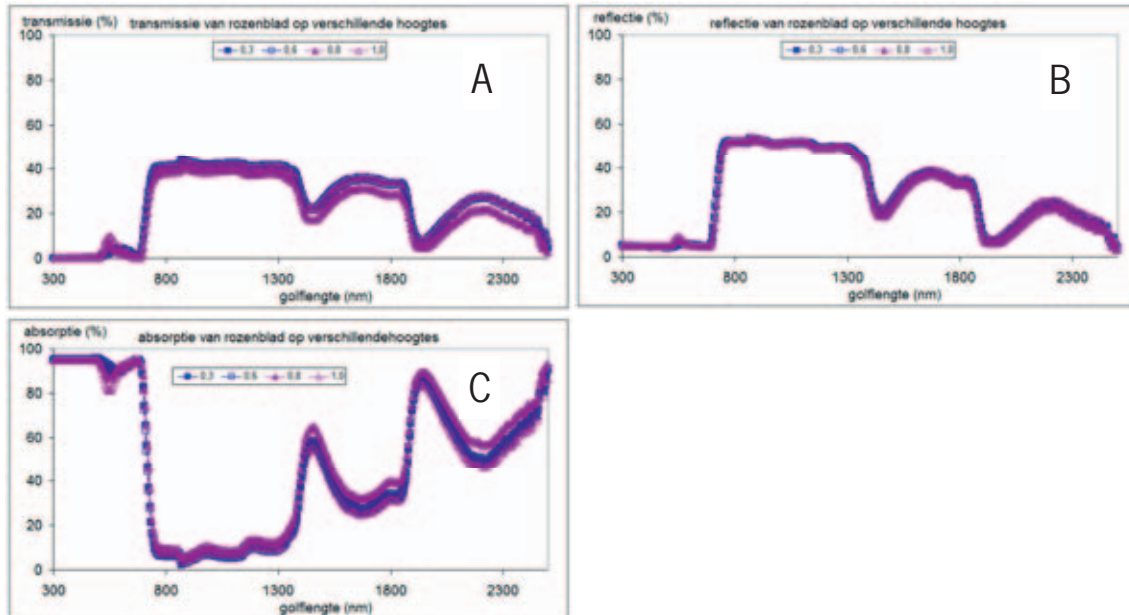 transmissie (%) transmissie van rozenblad op verschillende hoogtes
0.3 0.6 0.8 1.0
A
100
80
60
40
20
0
300 800 1300 1800 2300
golflengte (nm)
reflectie (%) reflectie van rozenblad op verschillende hoogtes
0.3 0.6 0.8 1.0
B
100
80
60
40
20
0
300 800 1300 1800 2300
golflengte (nm)
absorptie (%) absorptie van rozenblad op verschillendehoogtes
0.3 0.6 0.8 1.0
C
100
80
60
40
20
0
300 800 1300 1800 2300
golflengte (nm)